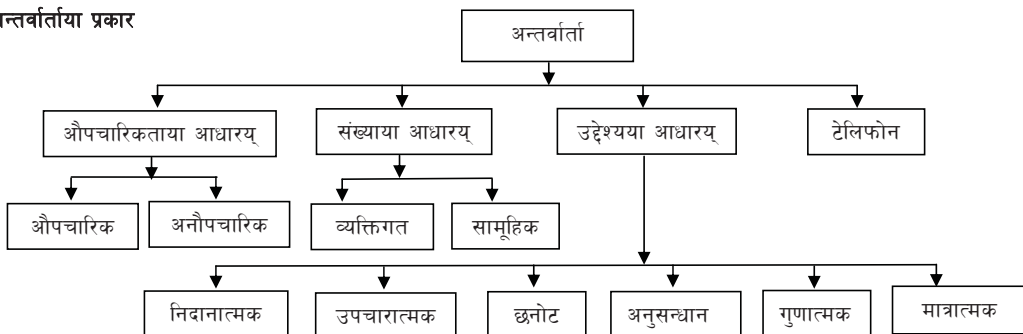 न्तर्वार्ताया प्रकार
अन्तर्वार्ता
औपचारिकताया आधारय् संख्याया आधारय् उद्देश्यया आधारय् टेलिफोन
औपचारिक अनौपचारिक व्यक्तिगत सामूहिक
निदानात्मक उपचारात्मक छनोट अनुसन्धान गुणात्मक मात्रात्मक